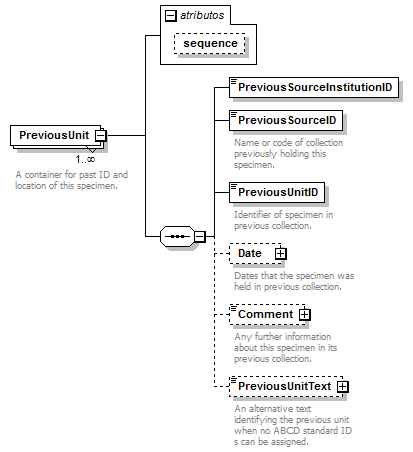 atributos
sequence
PreviousSourceInstitutionID
PreviousSourceID
Name or code of collection
previously holding this
specimen.
PreviousUnit
1..∞
A container for past ID and
location of this specimen.
PreviousUnitID
Identifier of specimen in
previous collection.
Date
Dates that the specimen was
held in previous collection.
Comment
Any further information
about this specimen in its
previous collection.
PreviousUnitText
An alternative text
identifying the previous unit
when no ABCD standard ID
s can be assigned.